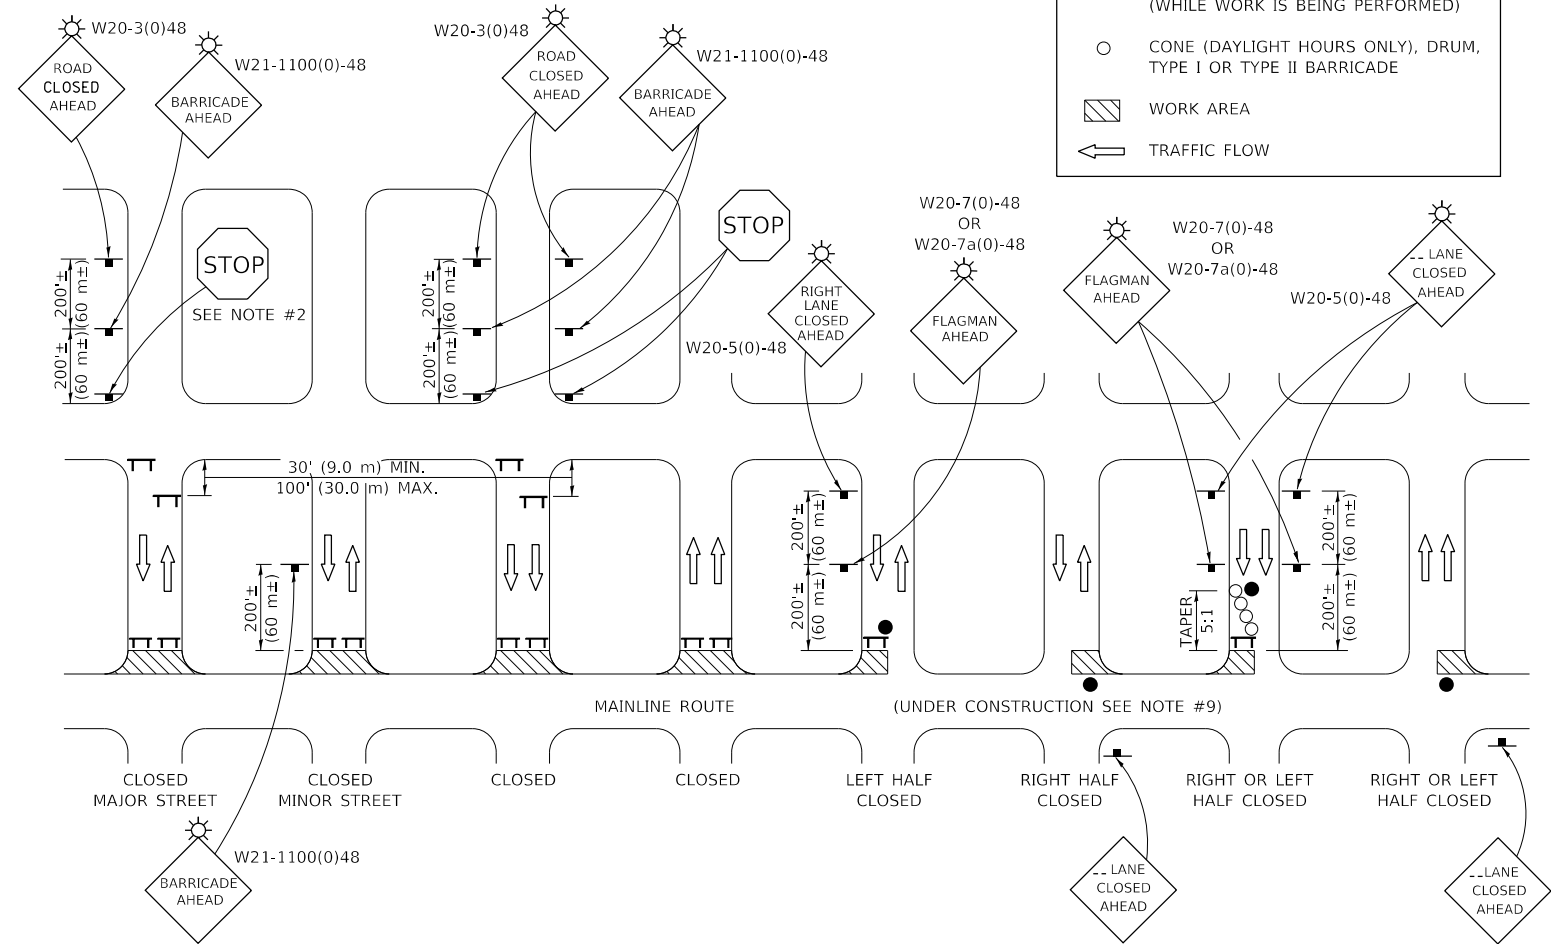 (WHILE WORK IS BEING PERFORMED)
CONE (DAYLIGHT HOURS ONLY), DRUM,
TYPE I OR TYPE II BARRICADE
WORK AREA
TRAFFIC FLOW
W20-3(0)48
ROAD
CLOSED
AHEAD
W21-1100(0)-48
BARRICADE
AHEAD
W20-3(0)48
ROAD
CLOSED
AHEAD
W21-1100(0)-48
BARRICADE
AHEAD
STOP
SEE NOTE #2
STOP
W20-5(0)-48
RIGHT
LANE
CLOSED
AHEAD
W20-7(0)-48
OR
W20-7a(0)-48
FLAGMAN
AHEAD
FLAGMAN
AHEAD
W20-7(0)-48
OR
W20-7a(0)-48
W20-5(0)-48
-- LANE
CLOSED
AHEAD
200'±
(60 m±)
200'±
(60 m±)
200'±
(60 m±)
200'±
(60 m±)
30' (9.0 m) MIN.
100' (30.0 m) MAX.
200'±
(60 m±)
200'±
(60 m±)
200'±
(60 m±)
TAPER
5:1
200'±
(60 m±)
200'±
(60 m±)
MAINLINE ROUTE
(UNDER CONSTRUCTION SEE NOTE #9)
CLOSED
MAJOR STREET
CLOSED
MINOR STREET
CLOSED
CLOSED
LEFT HALF
CLOSED
RIGHT HALF
CLOSED
RIGHT OR LEFT
HALF CLOSED
RIGHT OR LEFT
HALF CLOSED
W21-1100(0)48
BARRICADE
AHEAD
-- LANE
CLOSED
AHEAD
--LANE
CLOSED
AHEAD